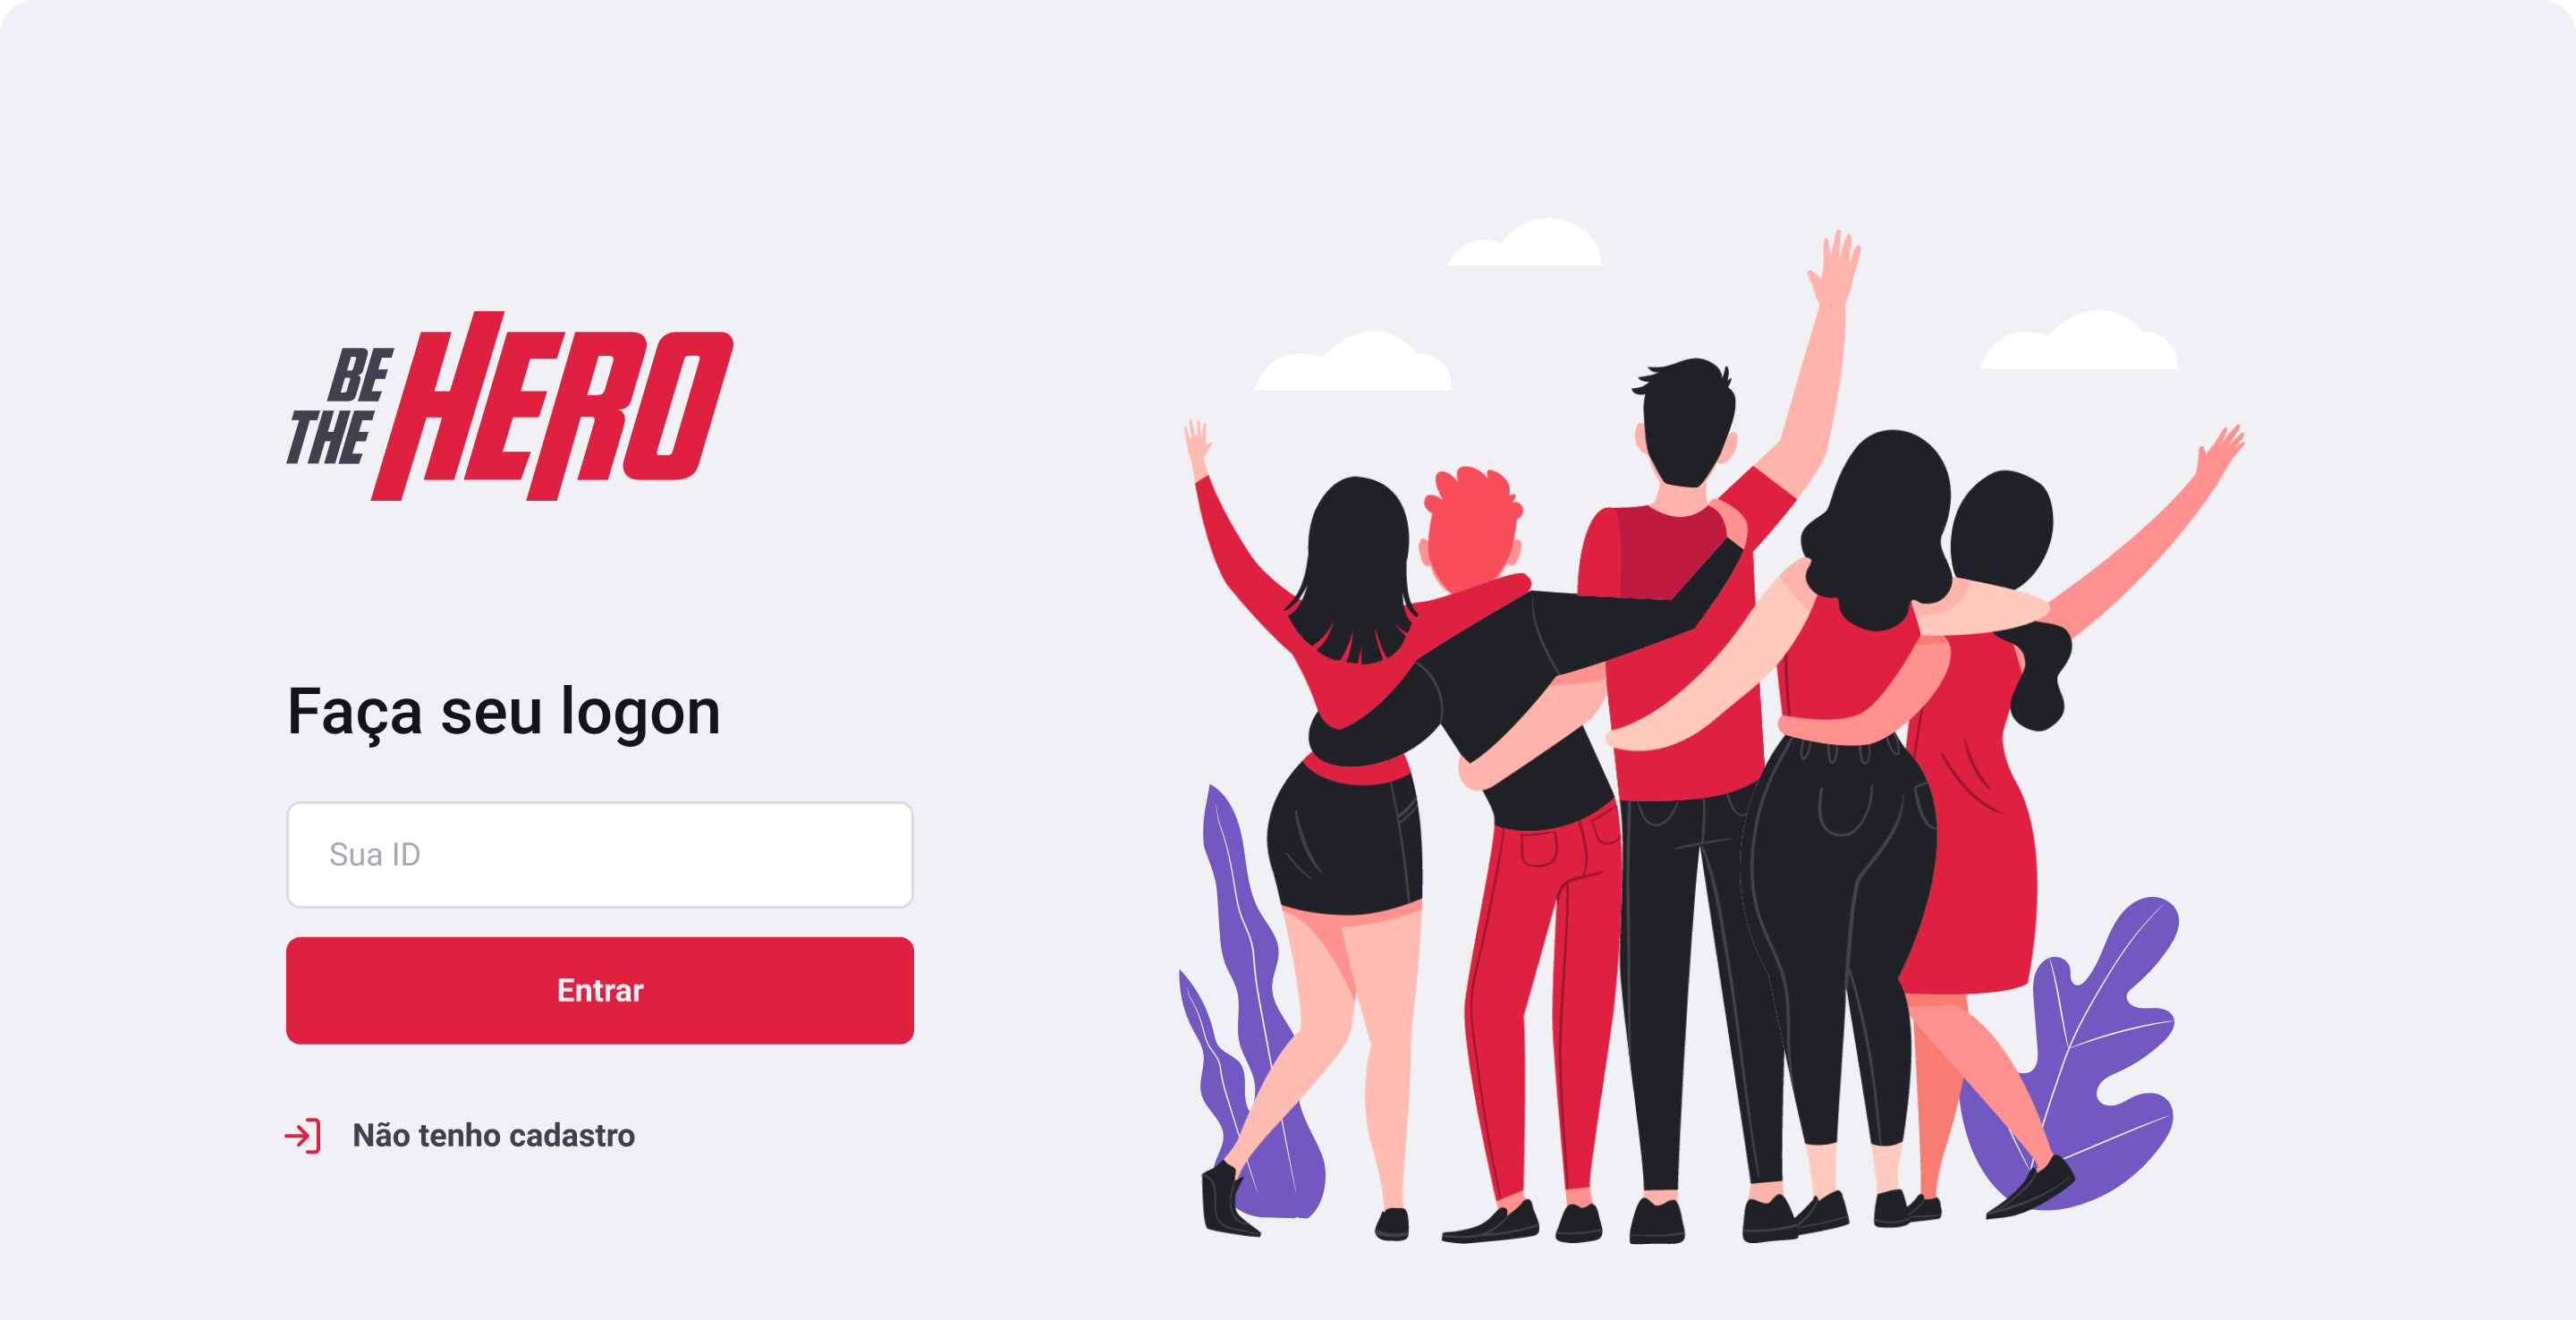 BE
THE
HERO
Faça seu logon
Sua ID
Entrar
Não tenho cadastro